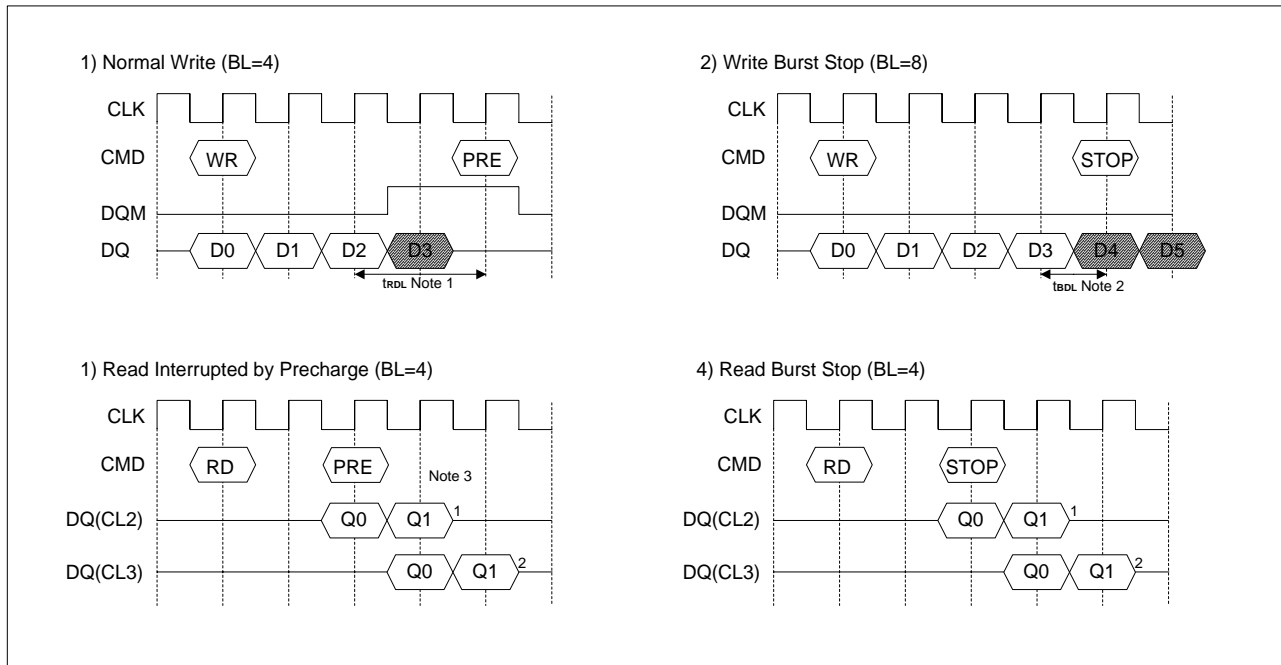 1) Normal Write (BL=4)
CLK
CMD WR PRE
DQM
DQ D0 D1 D2 D3
tRDL Note 1
2) Write Burst Stop (BL=8)
CLK
CMD WR STOP
DQM
DQ D0 D1 D2 D3 D4 D5
tBDL Note 2
1) Read Interrupted by Precharge (BL=4)
CLK
CMD RD PRE
Note 3
DQ(CL2) Q0 Q1 1
DQ(CL3) Q0 Q1 2
4) Read Burst Stop (BL=4)
CLK
CMD RD STOP
DQ(CL2) Q0 Q1 1
DQ(CL3) Q0 Q1 2